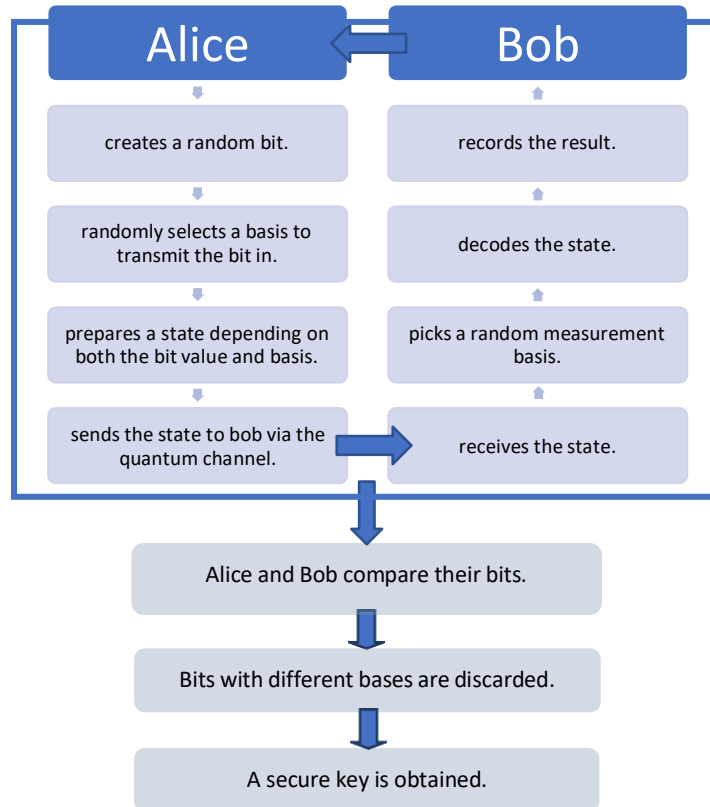 Alice
creates a random bit.
randomly selects a basis to
transmit the bit in.
prepares a state depending on
both the bit value and basis.
sends the state to bob via the
quantum channel.
Bob
records the result.
decodes the state.
picks a random measurement
basis.
receives the state.
Alice and Bob compare their bits.
Bits with different bases are discarded.
A secure key is obtained.